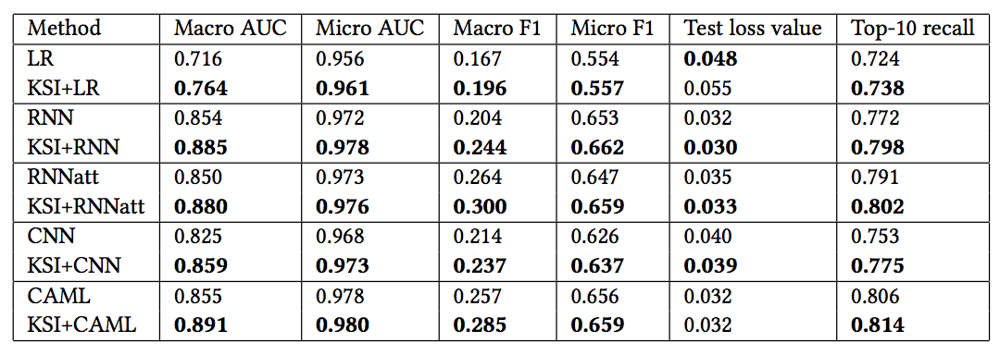 Method Macro AUC Micro AUC Macro F1 Micro F1 Test loss value Top-10 recall
LR 0.716 0.956 0.167 0.554 0.048 0.724
KSI+LR 0.764 0.961 0.196 0.557 0.055 0.738
RNN 0.854 0.972 0.204 0.653 0.032 0.772
KSI+RNN 0.885 0.978 0.244 0.662 0.030 0.798
RNNatt 0.850 0.973 0.264 0.647 0.035 0.791
KSI+RNNatt 0.880 0.976 0.300 0.659 0.033 0.802
CNN 0.825 0.968 0.214 0.626 0.040 0.753
KSI+CNN 0.859 0.973 0.237 0.637 0.039 0.775
CAML 0.855 0.978 0.257 0.656 0.032 0.806
KSI+CAML 0.891 0.980 0.285 0.659 0.032 0.814